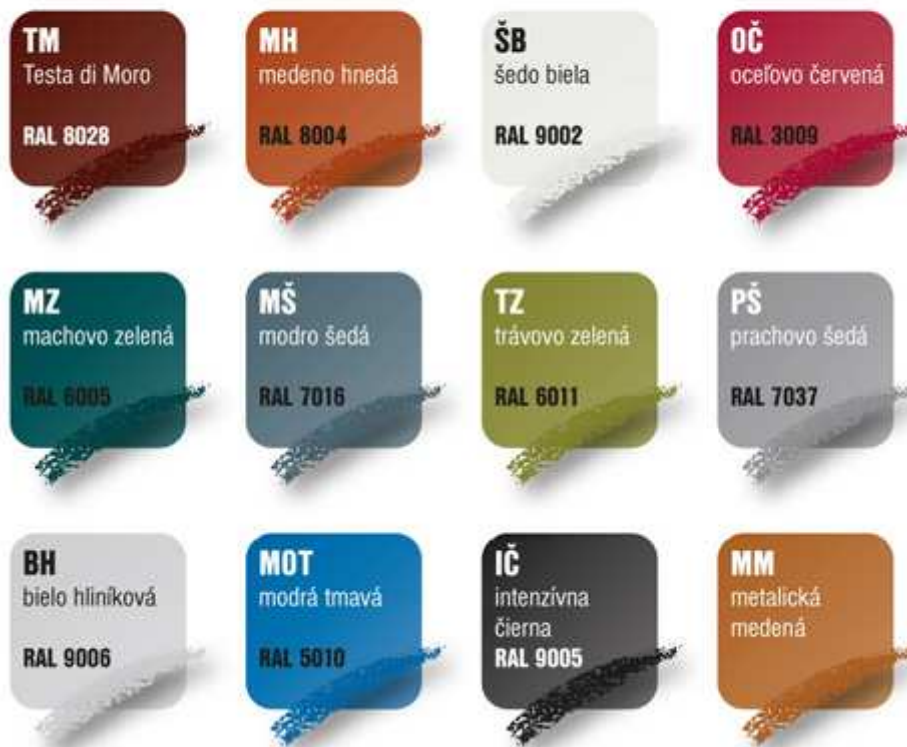 TM
Testa di Moro
RAL 8028
MH
medeno hnedá
RAL 8004
ŠB
šedo biela
RAL 9002
OČ
oceľovo červená
RAL 3009
MZ
machovo zelená
RAL 6005
MŠ
modro šedá
RAL 7016
TZ
trávovo zelená
RAL 6011
PŠ
prachovo šedá
RAL 7037
BH
bielo hliníková
RAL 9006
MOT
modrá tmavá
RAL 5010
IČ
intenzívna
čierna
RAL 9005
MM
metalická
medená